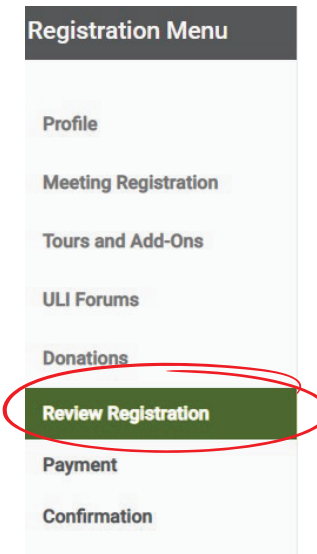 Registration Menu
Profile
Meeting Registration
Tours and Add-Ons
ULI Forums
Donations
Review Registration
Payment
Confirmation